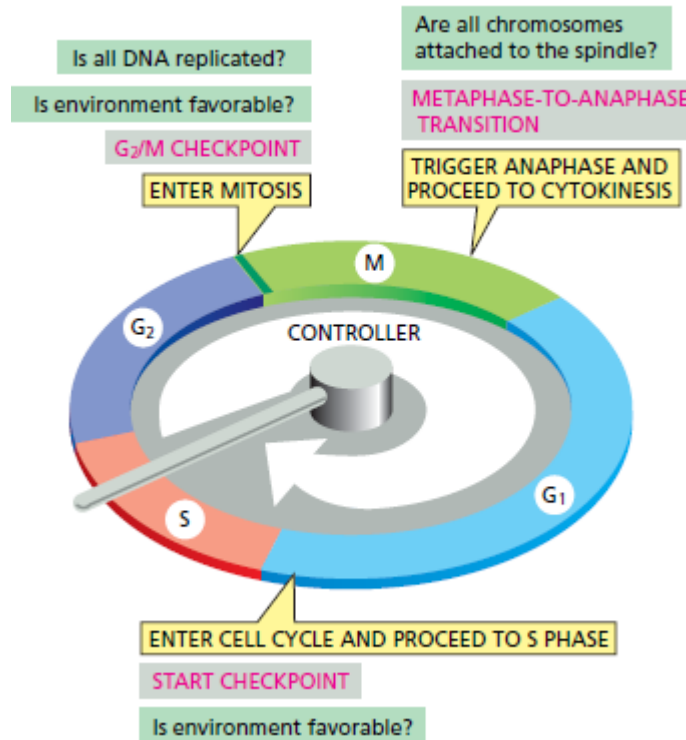 Is all DNA replicated?
Is environment favorable?
G₂/M CHECKPOINT
ENTER MITOSIS
Are all chromosomes
attached to the spindle?
METAPHASE-TO-ANAPHASE
TRANSITION
TRIGGER ANAPHASE AND
PROCEED TO CYTOKINESIS
M
G₂
CONTROLLER
G₁
S
ENTER CELL CYCLE AND PROCEED TO S PHASE
START CHECKPOINT
Is environment favorable?